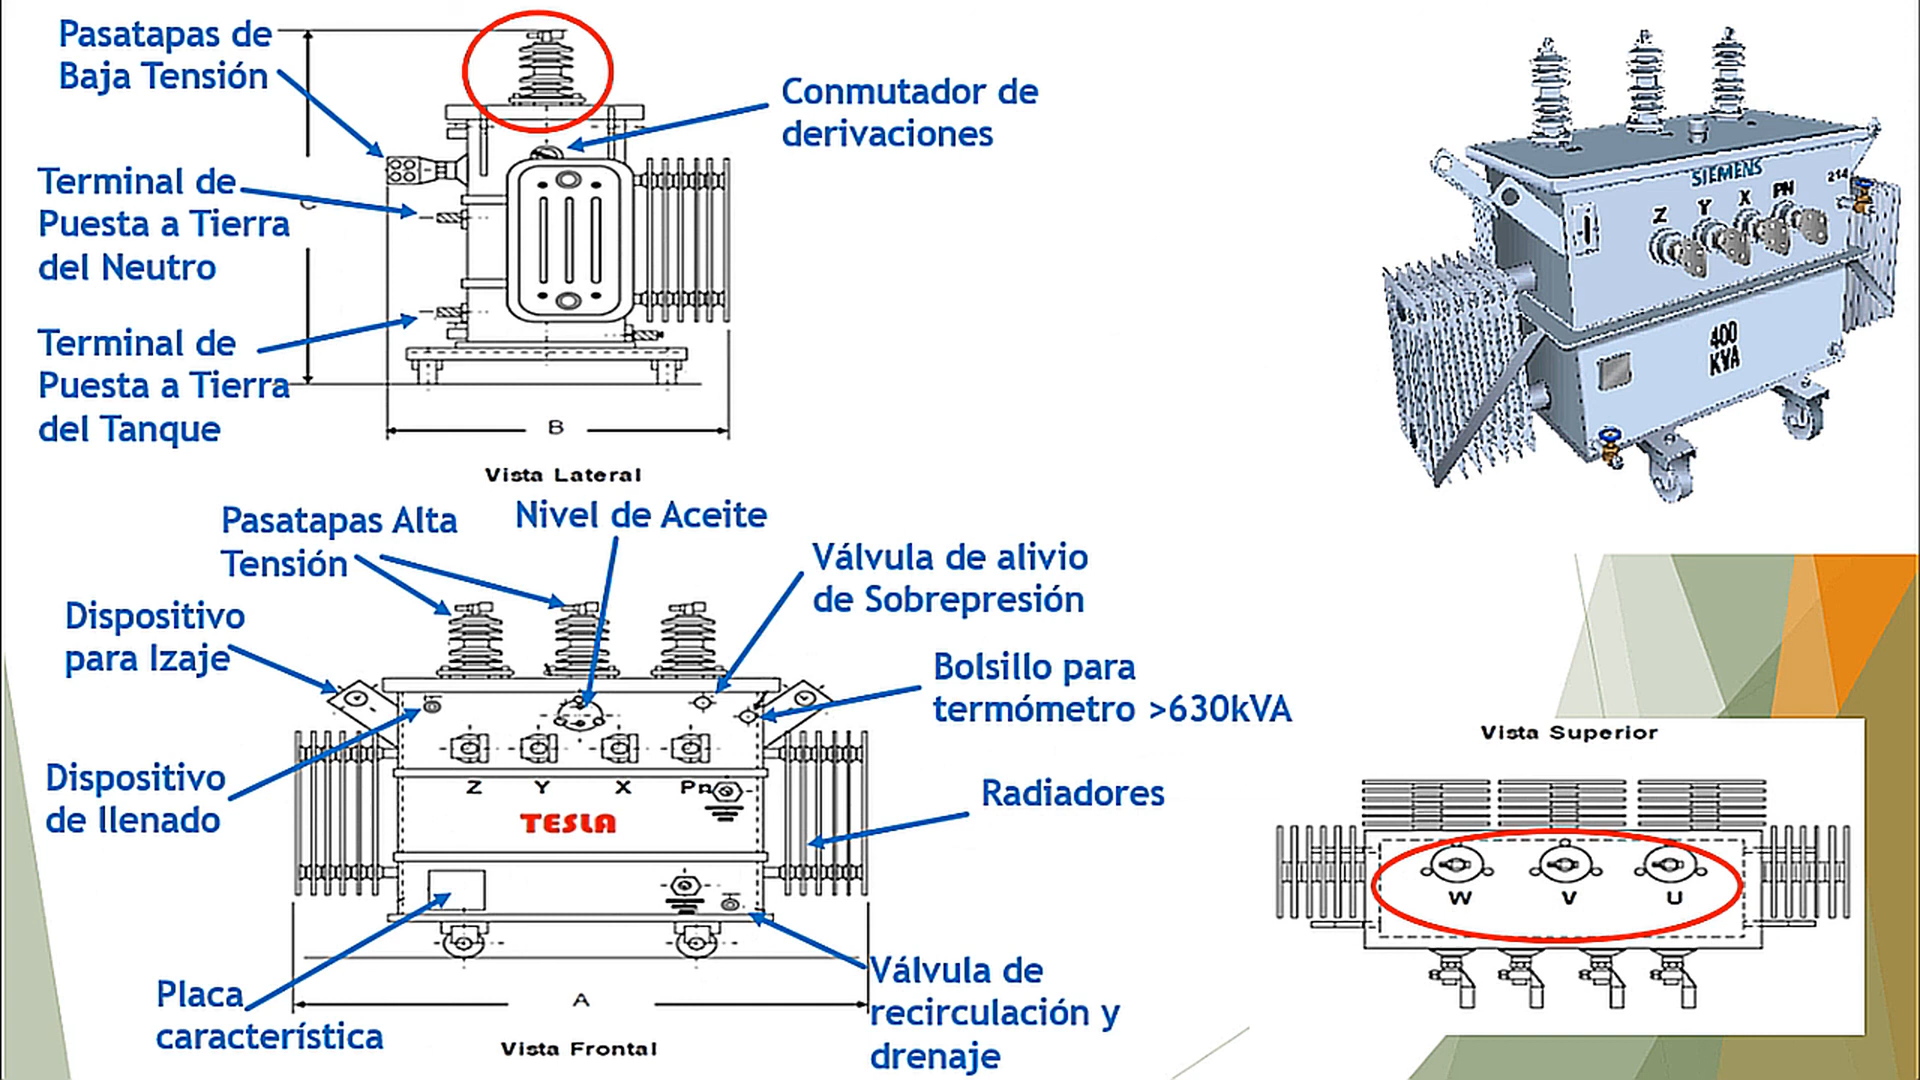 Pasatapas de
Baja Tensión
Conmutador de
derivaciones
Terminal de
Puesta a Tierra
del Neutro
C
Terminal de
Puesta a Tierra
del Tanque
B
Vista Lateral
SIEMENS
Z Y X PN
214
400
KVA
Pasatapas Alta
Tensión
Nivel de Aceite
Válvula de alivio
de Sobrepresión
Dispositivo
para Izaje
Bolsillo para
termómetro >630kVA
Dispositivo
de llenado
Radiadores
Z Y X Pn
TESLA
Placa
característica
Válvula de
recirculación y
drenaje
A
Vista Frontal
Vista Superior
W V U